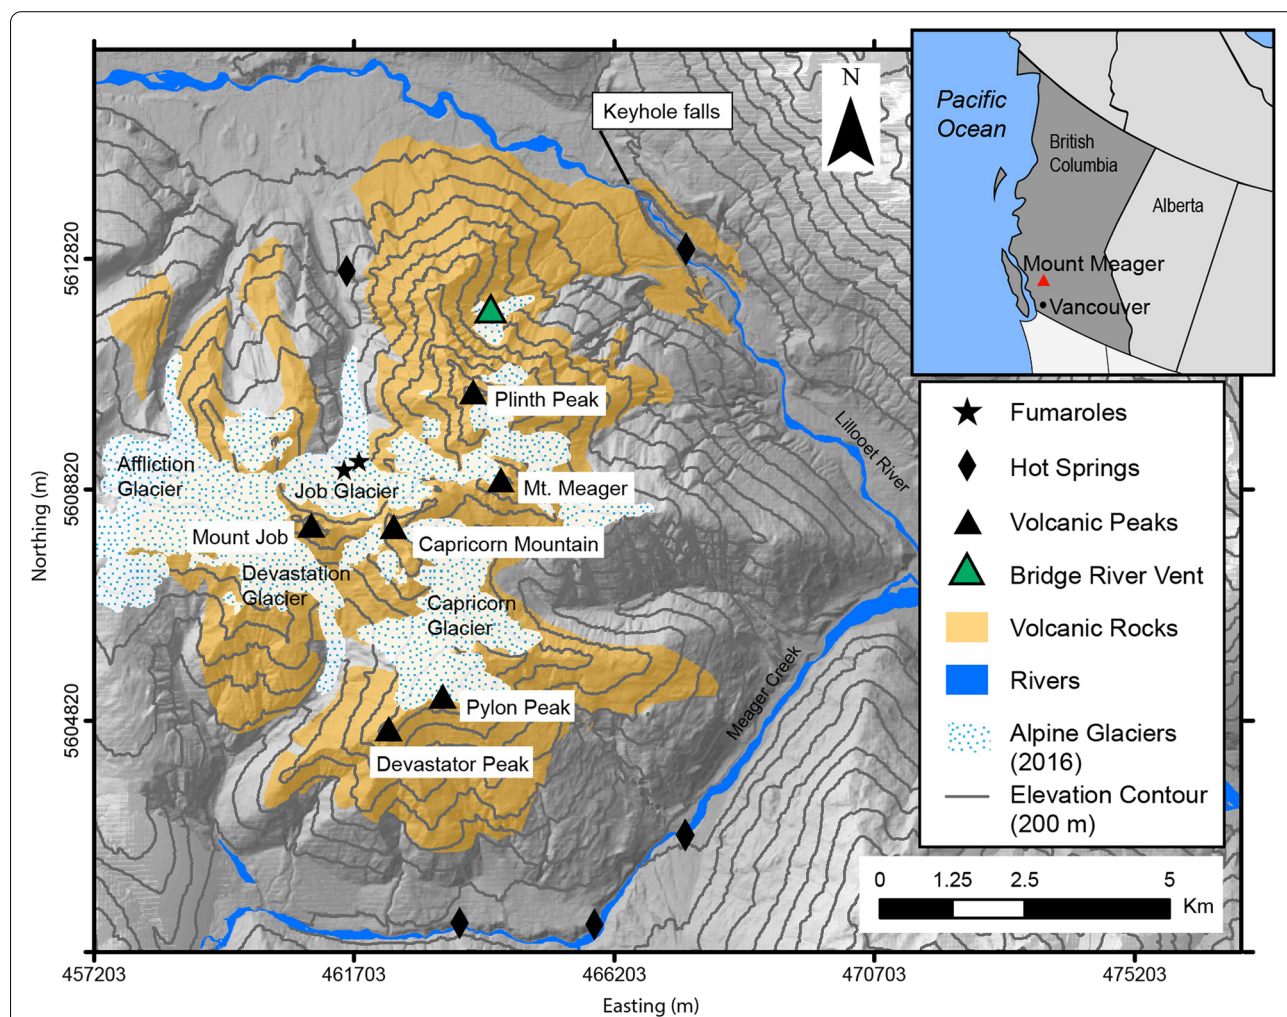 N
Keyhole falls
Pacific
Ocean
British
Columbia
Alberta
Mount Meager
Vancouver
5612820
5608820
5604820
Northing (m)
Plinth Peak
Affliction
Glacier
Job Glacier
Mt. Meager
Mount Job
Capricorn Mountain
Devastation
Glacier
Capricorn
Glacier
Lillooet River
Meager Creek
Pylon Peak
Devastator Peak
Fumaroles
Hot Springs
Volcanic Peaks
Bridge River Vent
Volcanic Rocks
Rivers
Alpine Glaciers
(2016)
Elevation Contour
(200 m)
0 1.25 2.5 5
Km
457203 461703 466203 470703 475203
Easting (m)